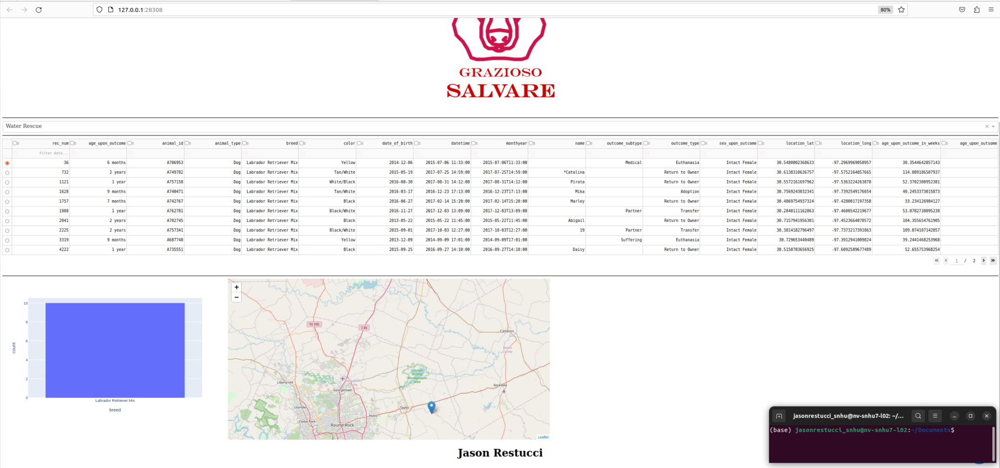 127.0.0.1:28308 80%
GRAZIOSO
SALVARE
Water Rescue
rec_num age_upon_outcome animal_id animal_type breed color date_of_birth datetime monthyear name outcome_subtype outcome_type sex_upon_outcome location_lat location_long age_upon_outcome_in_weeks age_upon_outsome
filter data...
36 6 months A706953 Dog Labrador Retriever Mix Yellow 2014-12-06 2015-07-06 11:33:00 2015-07-06T11:33:00 Medical Euthanasia Intact Female 30.5480802368633 -97.2969969058957 30.3544642857143
732 2 years A749782 Dog Labrador Retriever Mix Tan/White 2015-05-19 2017-07-25 14:59:00 2017-07-25T14:59:00 *Catalina Return to Owner Intact Female 30.6138310636757 -97.5752164857665 114.089186507937
1121 1 year A757158 Dog Labrador Retriever Mix White/Black 2016-08-30 2017-08-31 14:12:00 2017-08-31T14:12:00 Pirata Return to Owner Intact Female 30.5572161697962 -97.5363224263878 52.3702380952381
1628 9 months A740471 Dog Labrador Retriever Mix Tan/White 2016-03-17 2016-12-23 17:13:00 2016-12-23T17:13:00 Mika Adoption Intact Female 30.7569243032341 -97.7392549176654 40.2453373015873
1757 7 months A742767 Dog Labrador Retriever Mix Black 2016-06-27 2017-02-14 15:20:00 2017-02-14T15:20:00 Marley Return to Owner Intact Female 30.4869754937324 -97.4280017197358 33.234126984127
1988 1 year A762781 Dog Labrador Retriever Mix Black/White 2016-11-27 2017-12-03 13:09:00 2017-12-03T13:09:00 Partner Transfer Intact Female 30.2840111162863 -97.4600542219677 53.0782738095238
2041 2 years A702745 Dog Labrador Retriever Mix Black 2013-05-22 2015-05-22 11:45:00 2015-05-22T11:45:00 Abigail Return to Owner Intact Female 30.7157941956301 -97.4523664870572 104.355654761905
2225 2 years A757341 Dog Labrador Retriever Mix Black/White 2015-09-01 2017-10-03 12:27:00 2017-10-03T12:27:00 19 Partner Transfer Intact Female 30.3814182796497 -97.7373217391863 109.074107142857
3319 9 months A687748 Dog Labrador Retriever Mix Yellow 2013-12-09 2014-09-09 17:01:00 2014-09-09T17:01:00 Suffering Euthanasia Intact Female 30.729653440489 -97.3912941009824 39.2441468253968
4222 1 year A735551 Dog Labrador Retriever Mix Black 2015-09-25 2016-09-27 14:10:00 2016-09-27T14:10:00 Daisy Return to Owner Intact Female 30.5150703656925 -97.6092589677489 52.655753968254
« ‹ 1 / 2 › »
10
8
6
4
2
0
count
Labrador Retriever Mix
breed
+
−
TX 195
I 35
Cameron
Milam
County
Granger
Wildlife
Management
Area
Liberty Hill
Williamson
County
Georgetown
Rockdale
Leander
Taylor
Hutto
Cedar Park
Round Rock
Leaflet
Jason Restucci
jasonrestucci_snhu@nv-snhu7-l02: ~/...
(base) jasonrestucci_snhu@nv-snhu7-l02:~/Documents$